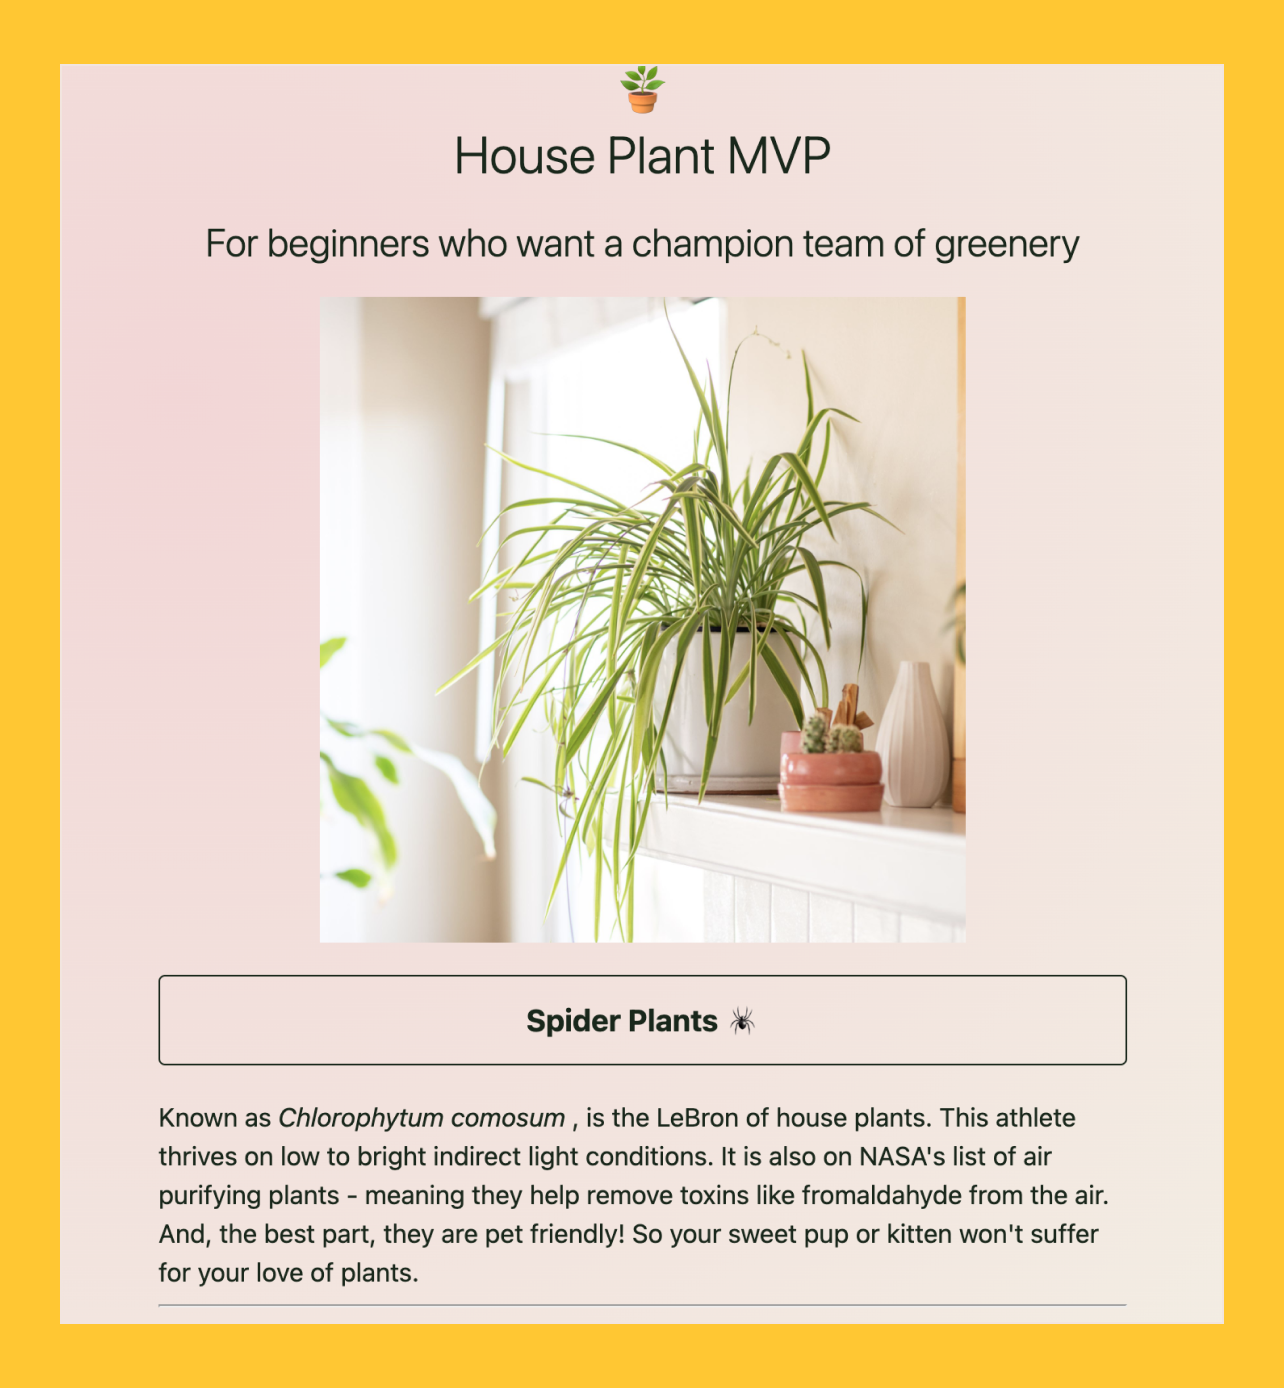 House Plant MVP
For beginners who want a champion team of greenery
Spider Plants 🕷
Known as Chlorophytum comosum , is the LeBron of house plants. This athlete
thrives on low to bright indirect light conditions. It is also on NASA's list of air
purifying plants - meaning they help remove toxins like fromaldahyde from the air.
And, the best part, they are pet friendly! So your sweet pup or kitten won't suffer
for your love of plants.